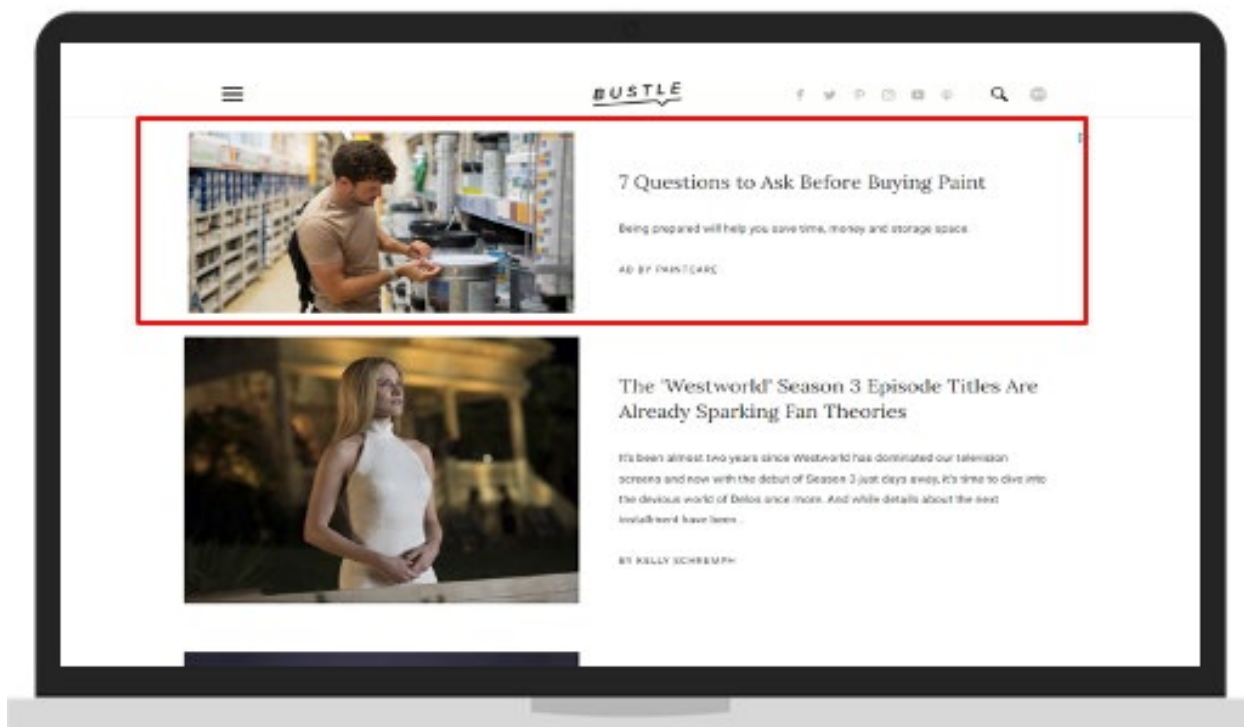 BUSTLE
7 Questions to Ask Before Buying Paint
Being prepared will help you save time, money and storage space.
AD BY PAINTCARE
The 'Westworld' Season 3 Episode Titles Are
Already Sparking Fan Theories
It's been almost two years since Westworld has dominated our television
screens and now with the debut of Season 3 just days away, it's time to dive into
the devious world of Delos once more. And while details about the next
installment have been...
BY KELLY SCHREMPH